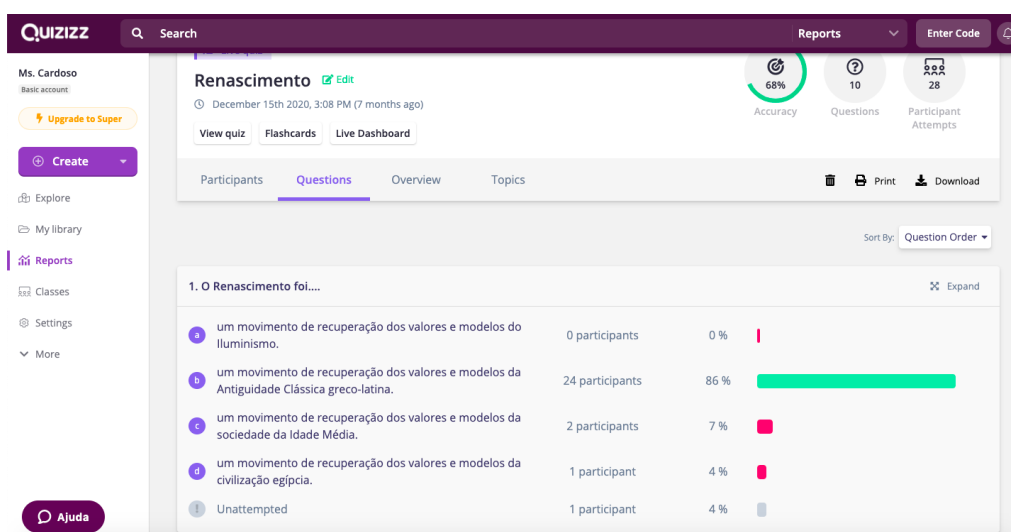 QUIZIZZ
Search
Reports
Enter Code
Ms. Cardoso
Basic account
Upgrade to Super
Create
Explore
My library
Reports
Classes
Settings
More
Ajuda
Renascimento Edit
December 15th 2020, 3:08 PM (7 months ago)
View quiz Flashcards Live Dashboard
68%
Accuracy
10
Questions
28
Participant
Attempts
Participants Questions Overview Topics
Print Download
Sort By: Question Order
1. O Renascimento foi.... Expand
a um movimento de recuperação dos valores e modelos do
Iluminismo.
0 participants 0 %
b um movimento de recuperação dos valores e modelos da
Antiguidade Clássica greco-latina.
24 participants 86 %
c um movimento de recuperação dos valores e modelos da
sociedade da Idade Média.
2 participants 7 %
d um movimento de recuperação dos valores e modelos da
civilização egípcia.
1 participant 4 %
! Unattempted 1 participant 4 %